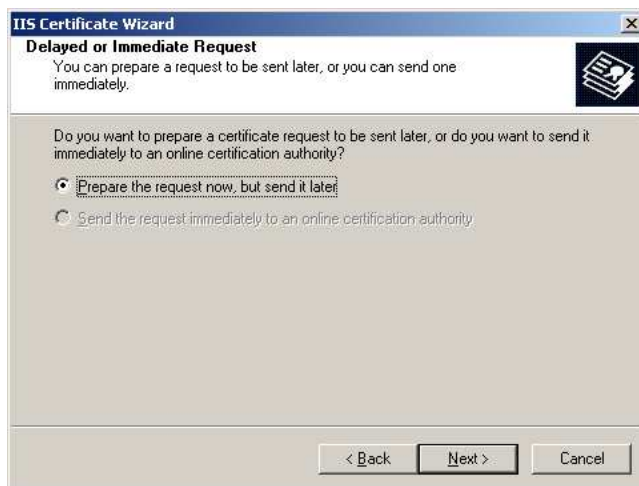 IIS Certificate Wizard
Delayed or Immediate Request
You can prepare a request to be sent later, or you can send one
immediately.
Do you want to prepare a certificate request to be sent later, or do you want to send it
immediately to an online certification authority?
Prepare the request now, but send it later
Send the request immediately to an online certification authority
< Back
Next >
Cancel